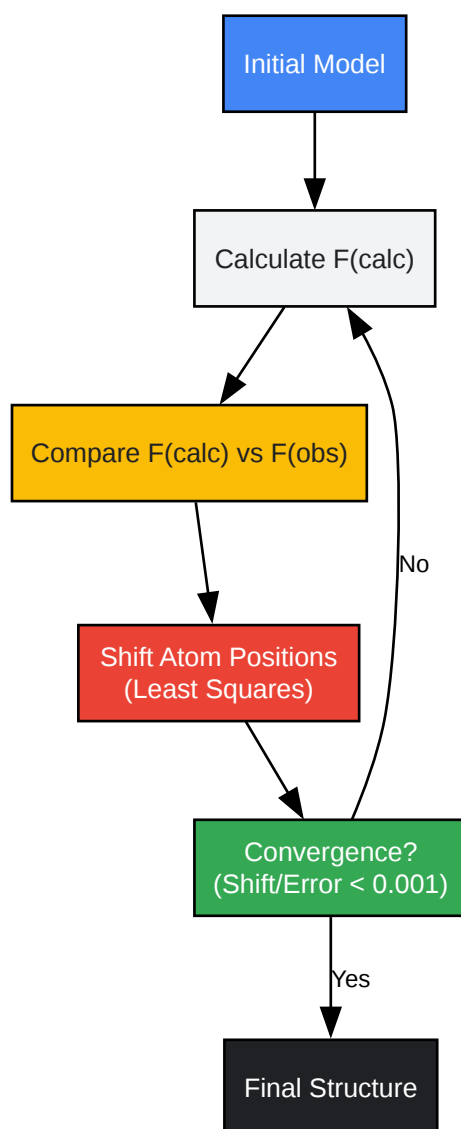 Initial Model
Calculate F(calc)
Compare F(calc) vs F(obs)
No
Shift Atom Positions
(Least Squares)
Convergence?
(Shift/Error < 0.001)
Yes
Final Structure